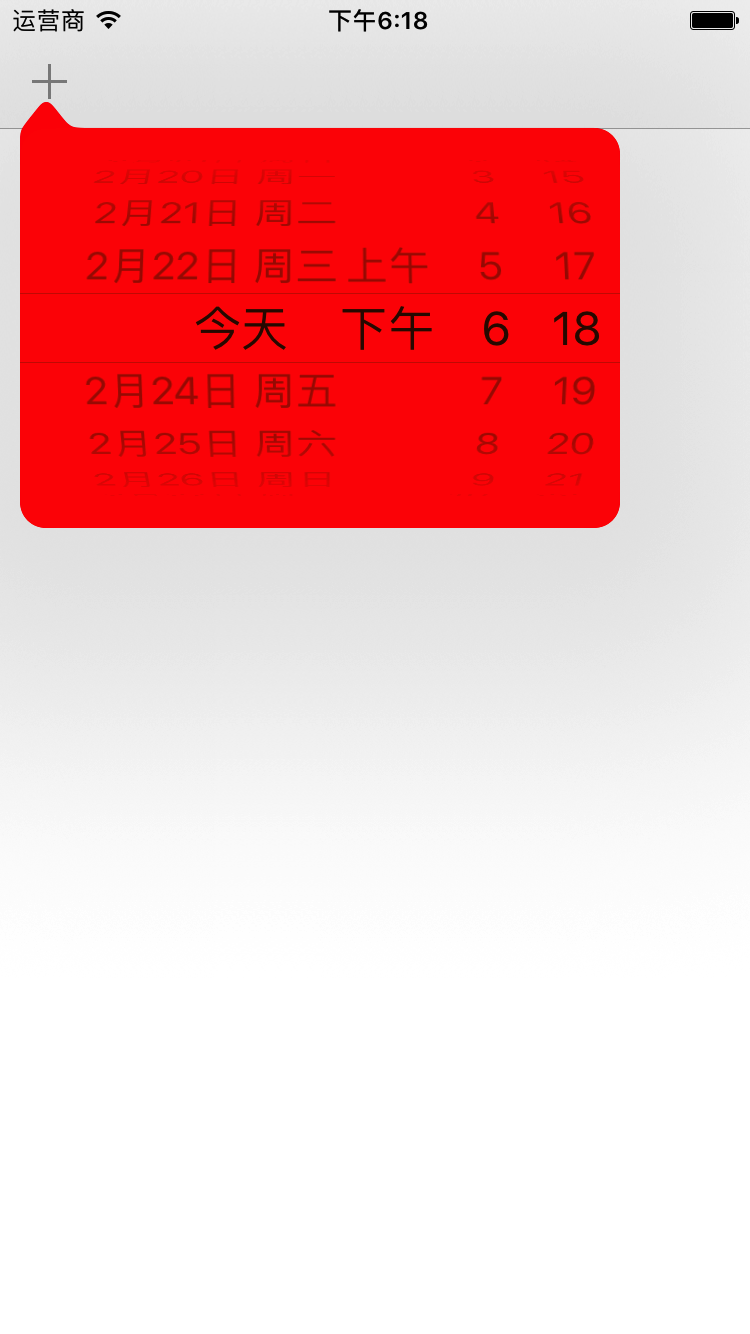 运营商 下午6:18
2月20日 周一 3 15
2月21日 周二 4 16
2月22日 周三 上午 5 17
今天 下午 6 18
2月24日 周五 7 19
2月25日 周六 8 20
2月26日 周日 9 21